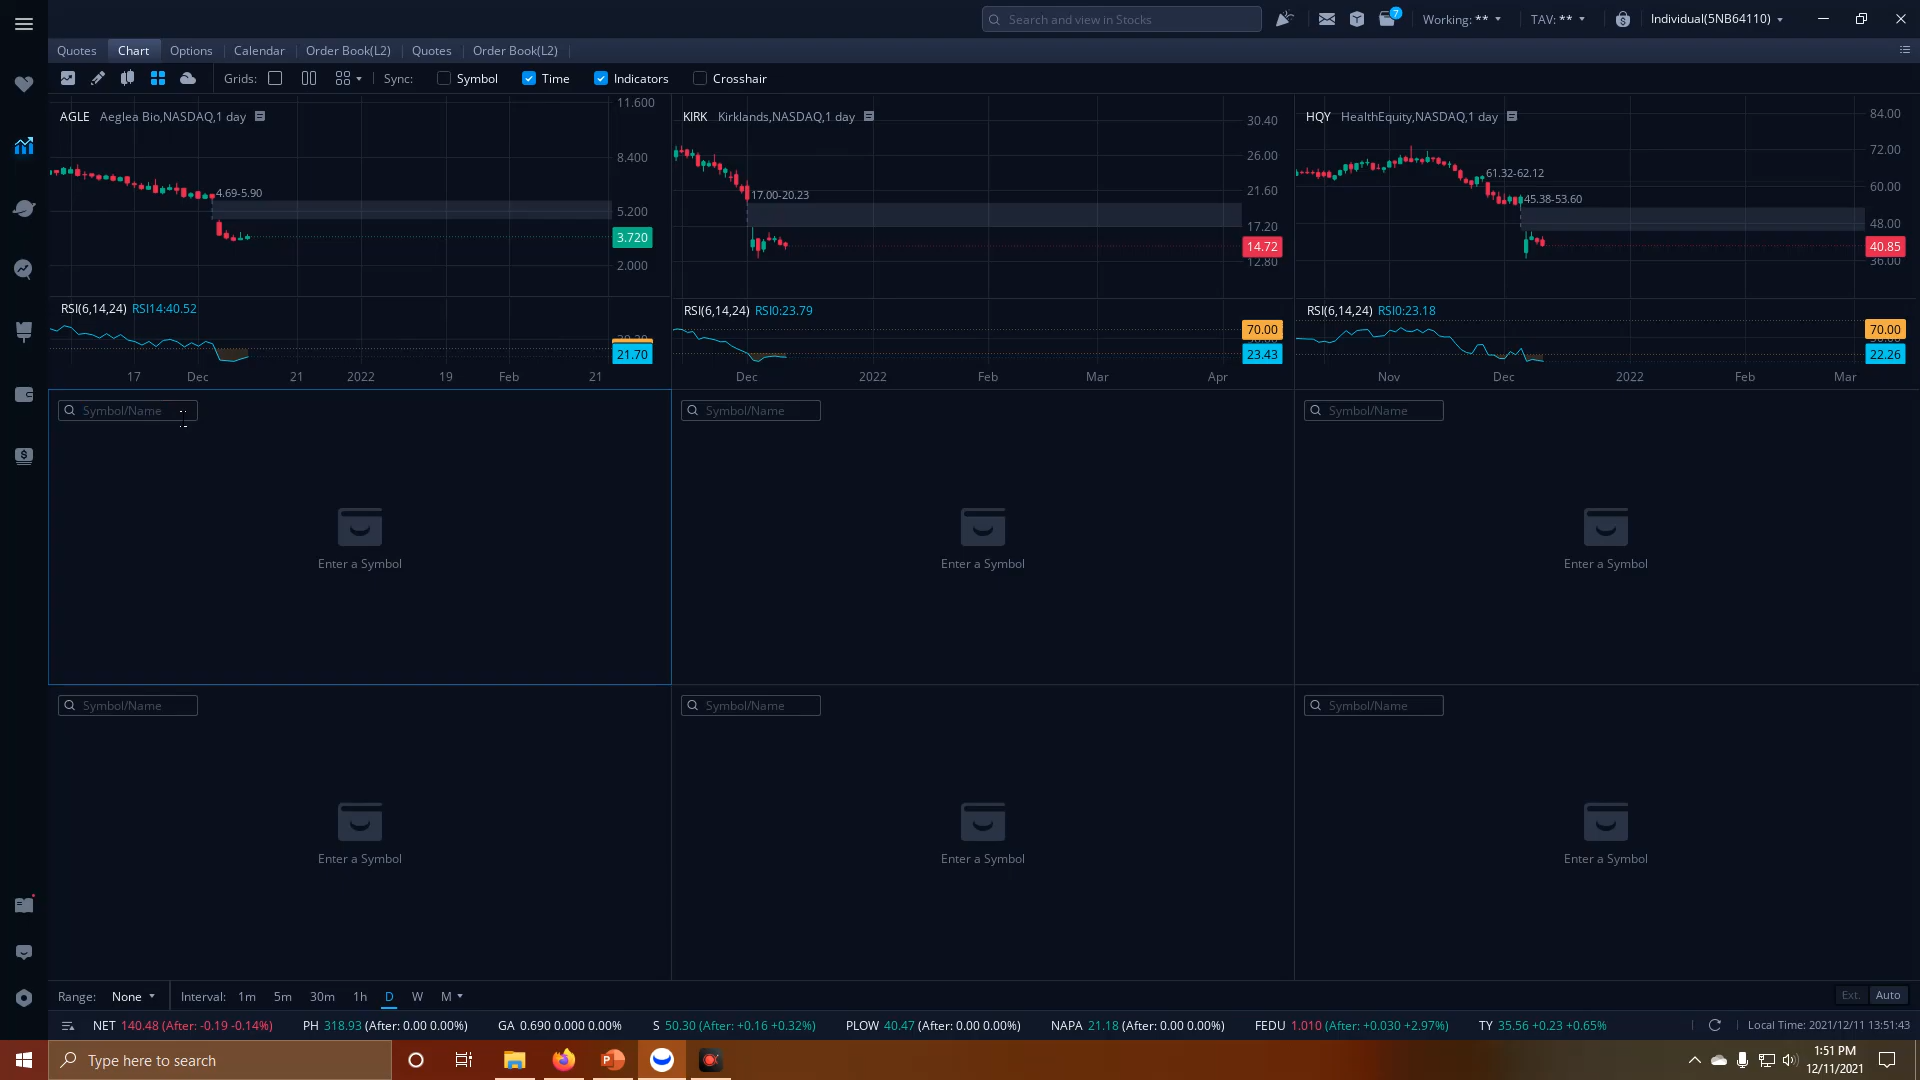 Search and view in Stocks
7
Working: **
TAV: **
Individual(5NB64110)
Quotes
Chart
Options
Calendar
Order Book(L2)
Quotes
Order Book(L2)
Grids:
Sync:
Symbol
Time
Indicators
Crosshair
AGLE Aeglea Bio,NASDAQ,1 day
11.600
8.400
4.69-5.90
5.200
3.720
2.000
RSI(6,14,24) RSI14:40.52
21.70
17 Dec 21 2022 19 Feb 21
KIRK Kirklands,NASDAQ,1 day
30.40
26.00
21.60
17.00-20.23
17.20
14.72
12.80
RSI(6,14,24) RSI0:23.79
70.00
23.43
Dec 2022 Feb Mar Apr
HQY HealthEquity,NASDAQ,1 day
84.00
72.00
61.32-62.12
60.00
45.38-53.60
48.00
40.85
36.00
RSI(6,14,24) RSI0:23.18
70.00
22.26
Nov Dec 2022 Feb Mar
Symbol/Name
Symbol/Name
Symbol/Name
Enter a Symbol
Enter a Symbol
Enter a Symbol
Symbol/Name
Symbol/Name
Symbol/Name
Enter a Symbol
Enter a Symbol
Enter a Symbol
Range: None Interval: 1m 5m 30m 1h D W M
Ext. Auto
NET 140.48 (After: -0.19 -0.14%) PH 318.93 (After: 0.00 0.00%) GA 0.690 0.000 0.00% S 50.30 (After: +0.16 +0.32%) PLOW 40.47 (After: 0.00 0.00%) NAPA 21.18 (After: 0.00 0.00%) FEDU 1.010 (After: +0.030 +2.97%) TY 35.56 +0.23 +0.65%
Local Time: 2021/12/11 13:51:43
Type here to search
1:51 PM
12/11/2021